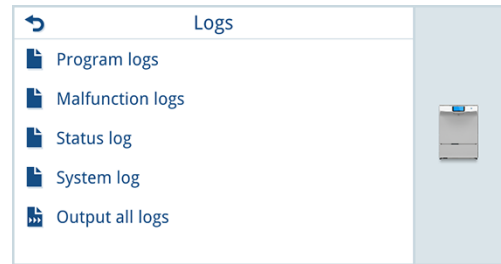 Logs
Program logs
Malfunction logs
Status log
System log
Output all logs